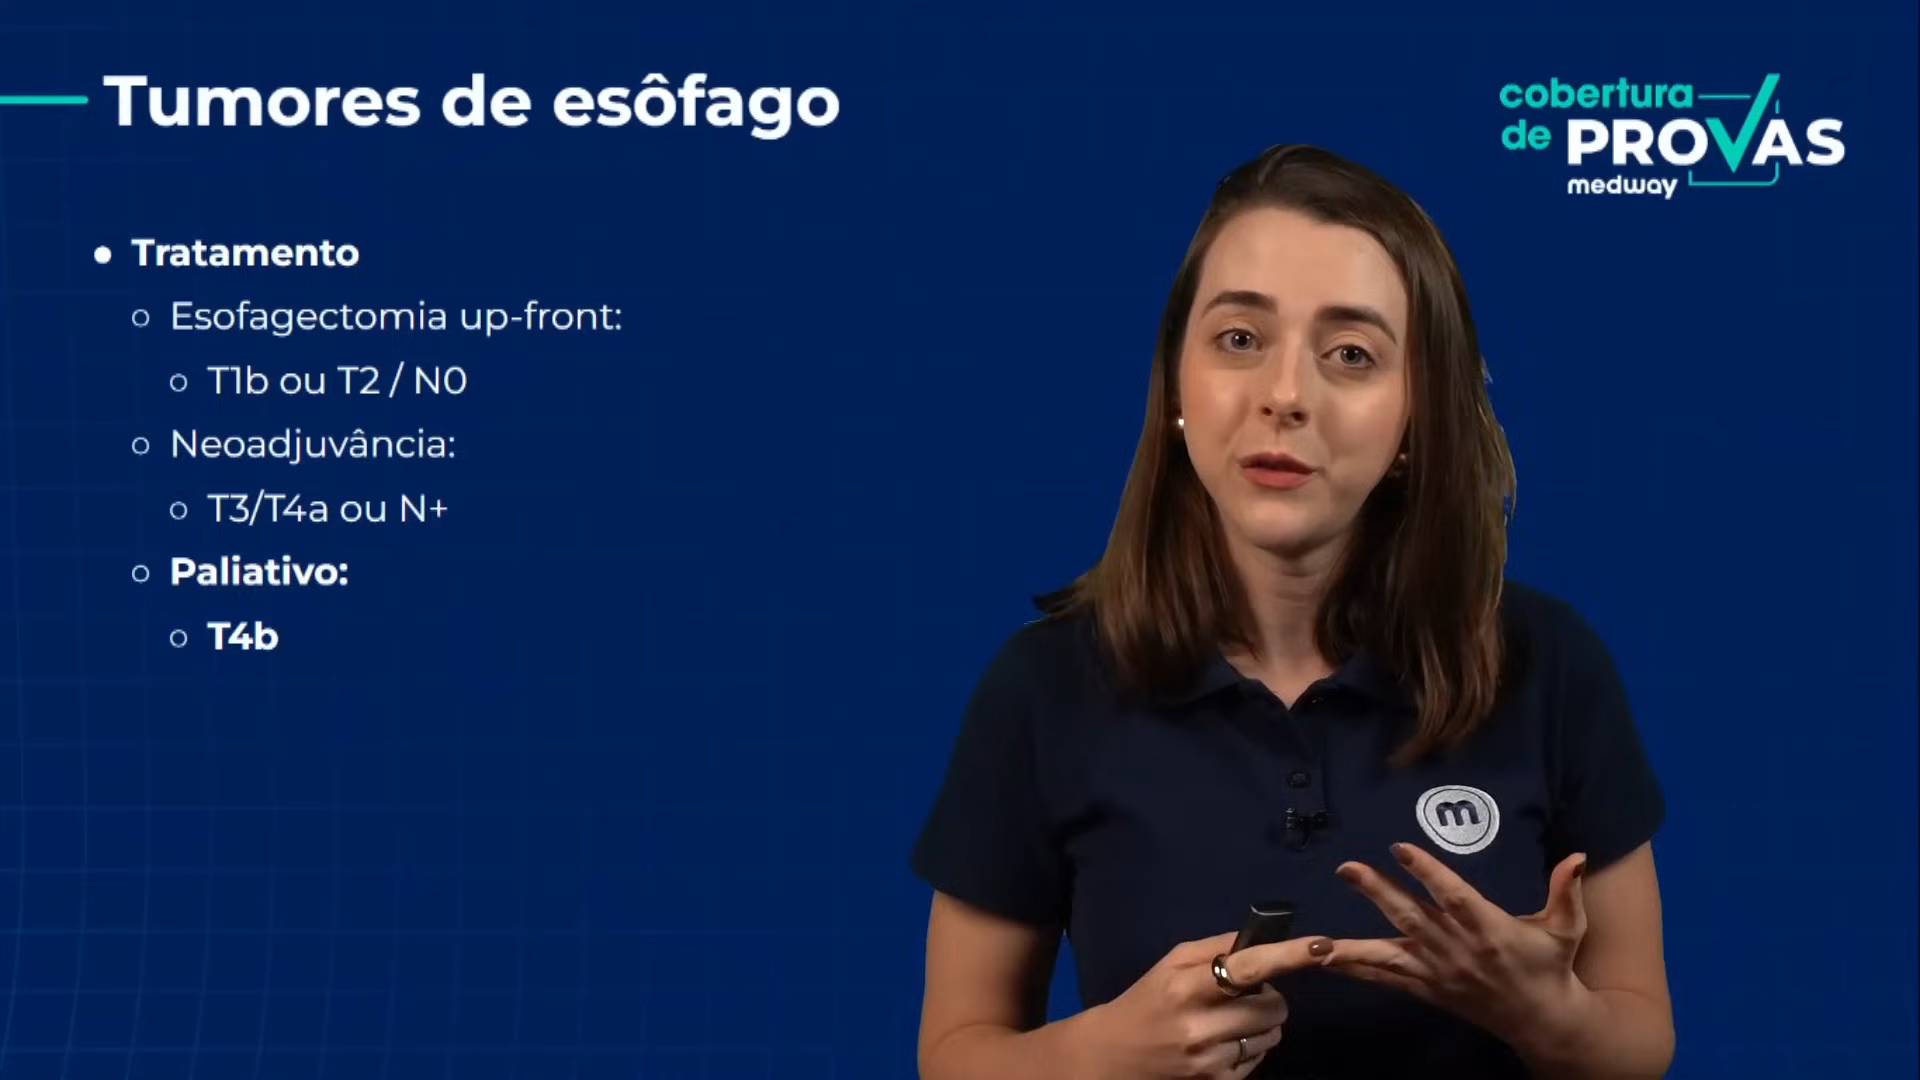 Tumores de esôfago
cobertura
de PROVAS
medway
Tratamento
Esofagectomia up-front:
T1b ou T2 / N0
Neoadjuvância:
T3/T4a ou N+
Paliativo:
T4b
m